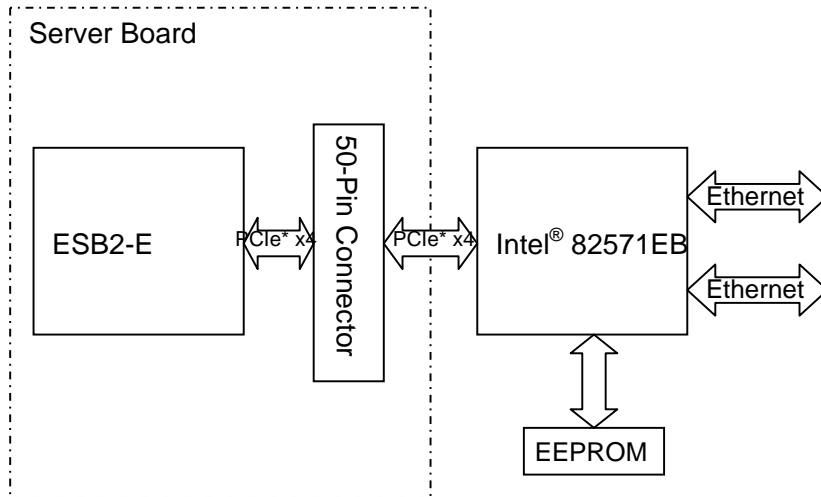 Server Board
ESB2-E
PCIe* x4
50-Pin Connector
PCIe* x4
Intel® 82571EB
Ethernet
Ethernet
EEPROM